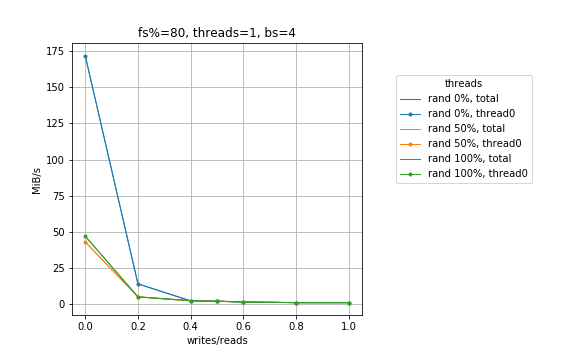 fs%=80, threads=1, bs=4
175
150
125
100
75
50
25
0
MiB/s
0.0 0.2 0.4 0.6 0.8 1.0
writes/reads
threads
rand 0%, total
rand 0%, thread0
rand 50%, total
rand 50%, thread0
rand 100%, total
rand 100%, thread0